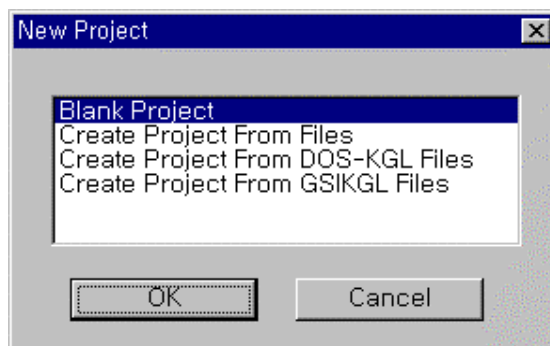 New Project
Blank Project
Create Project From Files
Create Project From DOS-KGL Files
Create Project From GSIKGL Files
OK
Cancel